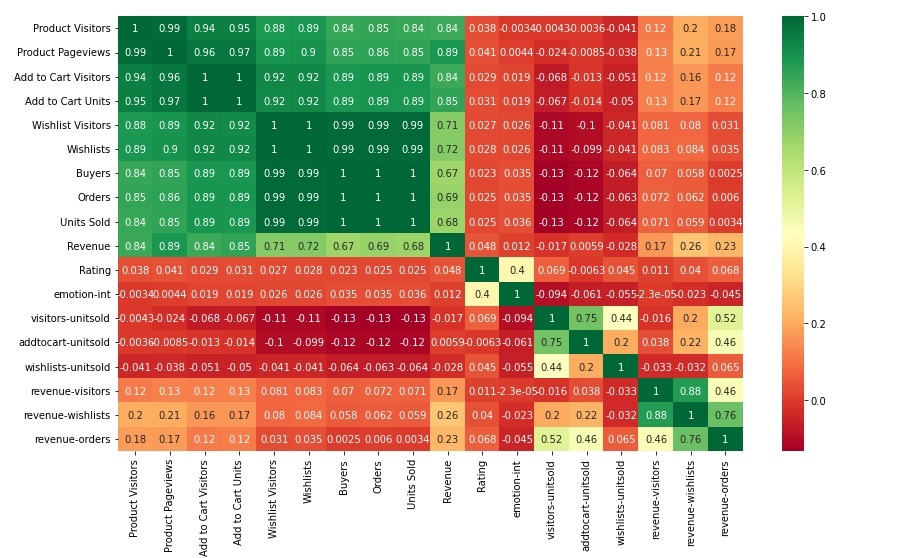 Product Visitors 1 0.99 0.94 0.95 0.88 0.89 0.84 0.85 0.84 0.84 0.038 -0.0034 0.0043 0.0036 -0.041 0.12 0.2 0.18
Product Pageviews 0.99 1 0.96 0.97 0.89 0.9 0.85 0.86 0.85 0.89 0.041 0.0044 -0.024 -0.0085 -0.038 0.13 0.21 0.17
Add to Cart Visitors 0.94 0.96 1 1 0.92 0.92 0.89 0.89 0.89 0.84 0.029 0.019 -0.068 -0.013 -0.051 0.12 0.16 0.12
Add to Cart Units 0.95 0.97 1 1 0.92 0.92 0.89 0.89 0.89 0.85 0.031 0.019 -0.067 -0.014 -0.05 0.13 0.17 0.12
Wishlist Visitors 0.88 0.89 0.92 0.92 1 1 0.99 0.99 0.99 0.71 0.027 0.026 -0.11 -0.1 -0.041 0.081 0.08 0.031
Wishlists 0.89 0.9 0.92 0.92 1 1 0.99 0.99 0.99 0.72 0.028 0.026 -0.11 -0.099 -0.041 0.083 0.084 0.035
Buyers 0.84 0.85 0.89 0.89 0.99 0.99 1 1 1 0.67 0.023 0.035 -0.13 -0.12 -0.063 0.07 0.058 0.0025
Orders 0.85 0.86 0.89 0.89 0.99 0.99 1 1 1 0.69 0.025 0.035 -0.13 -0.12 -0.063 0.072 0.062 0.006
Units Sold 0.84 0.85 0.89 0.89 0.99 0.99 1 1 1 0.68 0.025 0.036 -0.13 -0.12 -0.064 0.071 0.059 0.0034
Revenue 0.84 0.89 0.84 0.85 0.71 0.72 0.67 0.69 0.68 1 0.048 0.012 -0.017 0.0059 -0.028 0.17 0.26 0.23
Rating 0.038 0.041 0.029 0.031 0.027 0.028 0.023 0.025 0.025 0.048 1 0.4 0.069 -0.0063 0.045 0.011 0.04 0.068
emotion-int -0.0034 0.0044 0.019 0.019 0.026 0.026 0.035 0.035 0.036 0.012 0.4 1 -0.094 -0.061 -0.055 -2.3e-05 -0.023 -0.045
visitors-unitsold -0.0043 -0.024 -0.068 -0.067 -0.11 -0.11 -0.13 -0.13 -0.13 -0.017 0.069 -0.094 1 0.75 0.44 -0.016 0.2 0.52
addtocart-unitsold -0.0036 0.0085 -0.013 -0.014 -0.1 -0.099 -0.12 -0.12 -0.12 0.0059 -0.0063 -0.061 0.75 1 0.2 0.038 0.22 0.46
wishlists-unitsold -0.041 -0.038 -0.051 -0.05 -0.041 -0.041 -0.063 -0.063 -0.064 -0.028 0.045 -0.055 0.44 0.2 1 -0.033 -0.032 0.065
revenue-visitors 0.12 0.13 0.12 0.13 0.081 0.083 0.07 0.072 0.071 0.17 0.011 -2.3e-05 -0.016 0.038 -0.033 1 0.88 0.46
revenue-wishlists 0.2 0.21 0.16 0.17 0.08 0.084 0.058 0.062 0.059 0.26 0.04 -0.023 0.2 0.22 -0.032 0.88 1 0.76
revenue-orders 0.18 0.17 0.12 0.12 0.031 0.035 0.0025 0.006 0.0034 0.23 0.068 -0.045 0.52 0.46 0.065 0.46 0.76 1
Product Visitors
Product Pageviews
Add to Cart Visitors
Add to Cart Units
Wishlist Visitors
Wishlists
Buyers
Orders
Units Sold
Revenue
Rating
emotion-int
visitors-unitsold
addtocart-unitsold
wishlists-unitsold
revenue-visitors
revenue-wishlists
revenue-orders
1.0
0.8
0.6
0.4
0.2
0.0